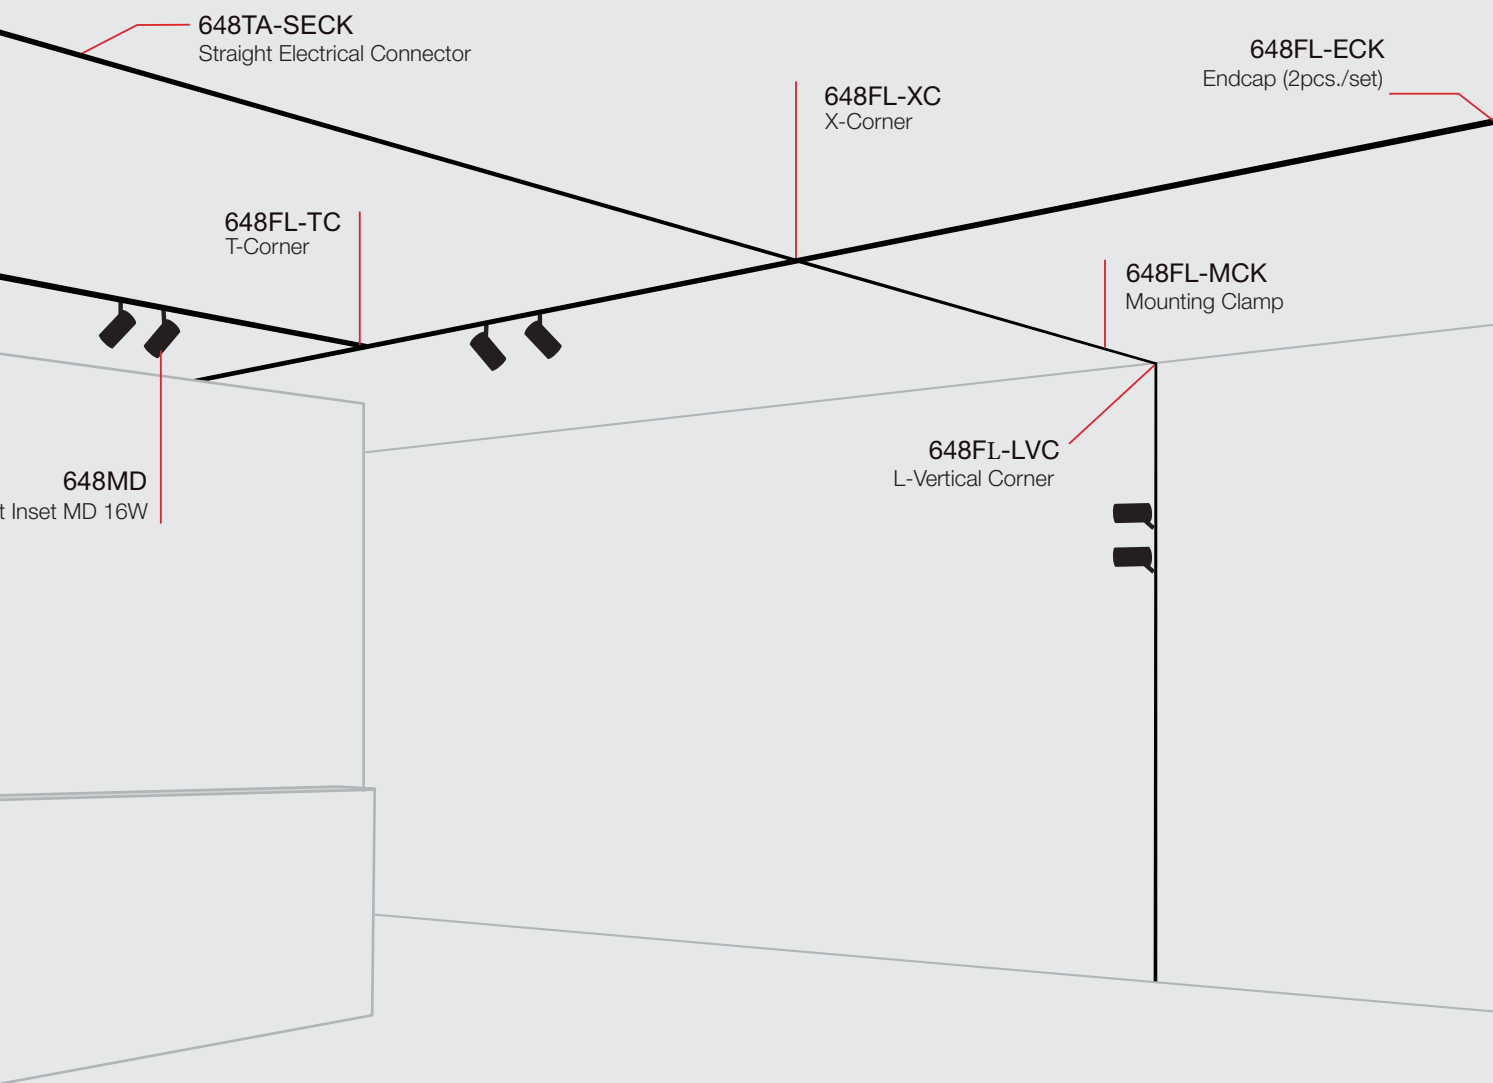 648TA-SECK
Straight Electrical Connector
648FL-ECK
Endcap (2pcs./set)
648FL-XC
X-Corner
648FL-TC
T-Corner
648FL-MCK
Mounting Clamp
648FL-LVC
L-Vertical Corner
648MD
t Inset MD 16W